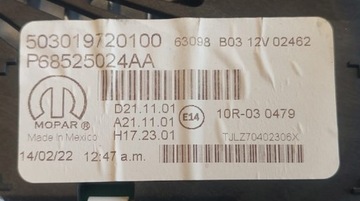 503019720100 63098 B03 12V 02462
P68525024AA
MOPAR®
Made in Mexico
D21.11.01
A21.11.01
H17.23.01
E14
10R-03 0479
TJLZ70402306X
14/02/22 12:47 a.m.